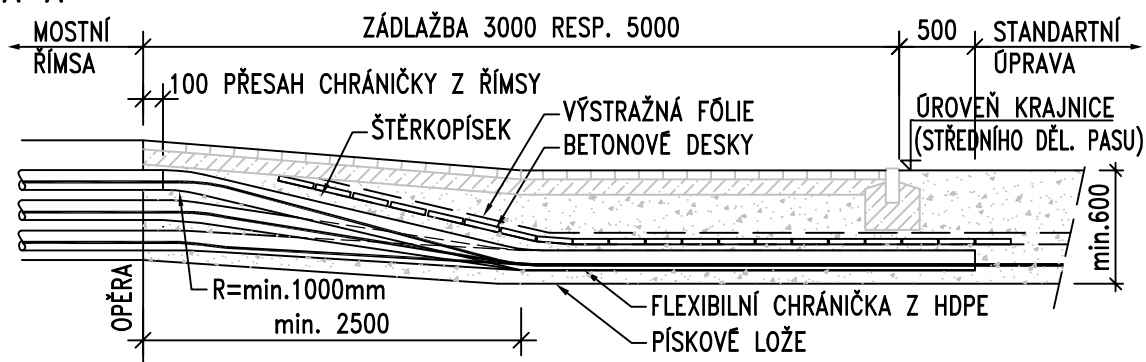 MOSTNÍ
ŘÍMSA
ZÁDLAŽBA 3000 RESP. 5000
500
STANDARTNÍ
ÚPRAVA
100 PŘESAH CHRÁNIČKY Z ŘÍMSY
ŠTĚRKOPÍSEK
VÝSTRAŽNÁ FÓLIE
BETONOVÉ DESKY
ÚROVEŇ KRAJNICE
(STŘEDNÍHO DĚL. PASU)
min.600
OPĚRA
R=min.1000mm
min. 2500
FLEXIBILNÍ CHRÁNIČKA Z HDPE
PÍSKOVÉ LOŽE